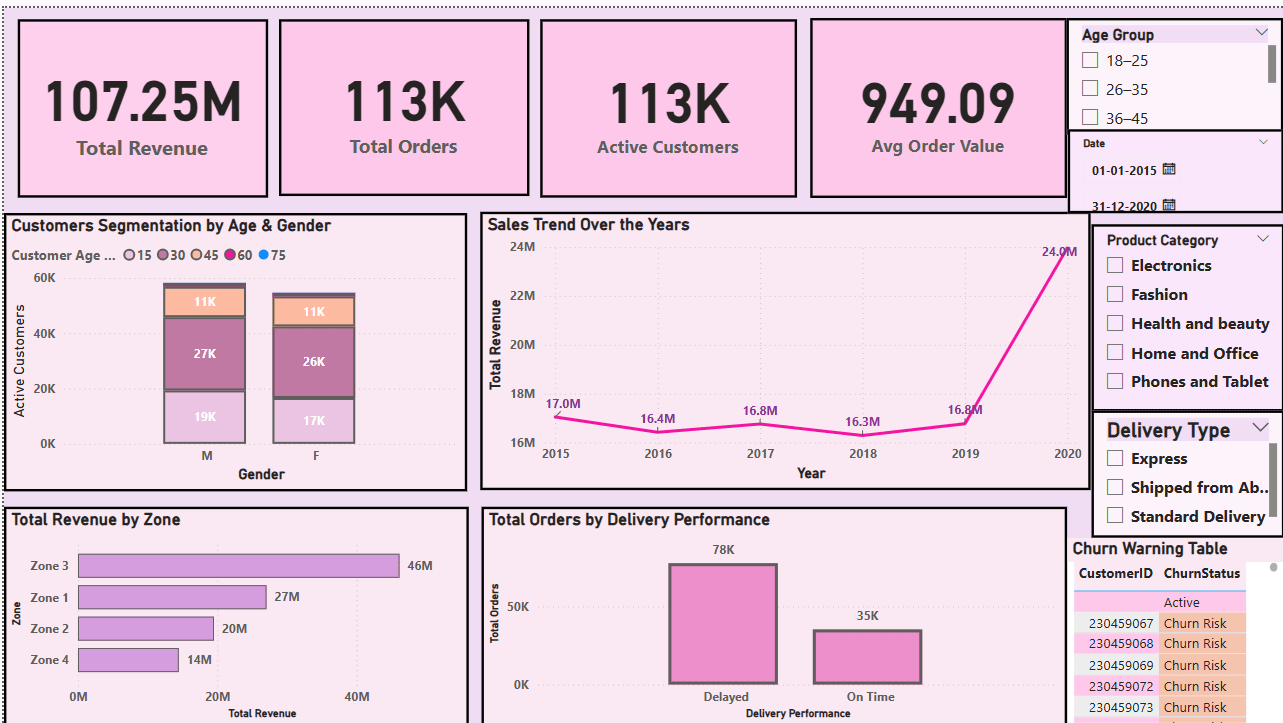 107.25M
Total Revenue
113K
Total Orders
113K
Active Customers
949.09
Avg Order Value
Age Group
18–25
26–35
36–45
Date
01-01-2015
31-12-2020
Customers Segmentation by Age & Gender
Customer Age ... 15 30 45 60 75
Active Customers
60K
40K
20K
0K
11K
27K
19K
11K
26K
17K
M F
Gender
Sales Trend Over the Years
Total Revenue
24M
22M
20M
18M
16M
17.0M
16.4M
16.8M
16.3M
16.8M
24.0M
2015 2016 2017 2018 2019 2020
Year
Product Category
Electronics
Fashion
Health and beauty
Home and Office
Phones and Tablet
Delivery Type
Express
Shipped from Ab...
Standard Delivery
Total Revenue by Zone
Zone
Zone 3 46M
Zone 1 27M
Zone 2 20M
Zone 4 14M
0M 20M 40M
Total Revenue
Total Orders by Delivery Performance
Total Orders
50K
0K
78K
35K
Delayed On Time
Delivery Performance
Churn Warning Table
CustomerID ChurnStatus
Active
230459067 Churn Risk
230459068 Churn Risk
230459069 Churn Risk
230459072 Churn Risk
230459073 Churn Risk